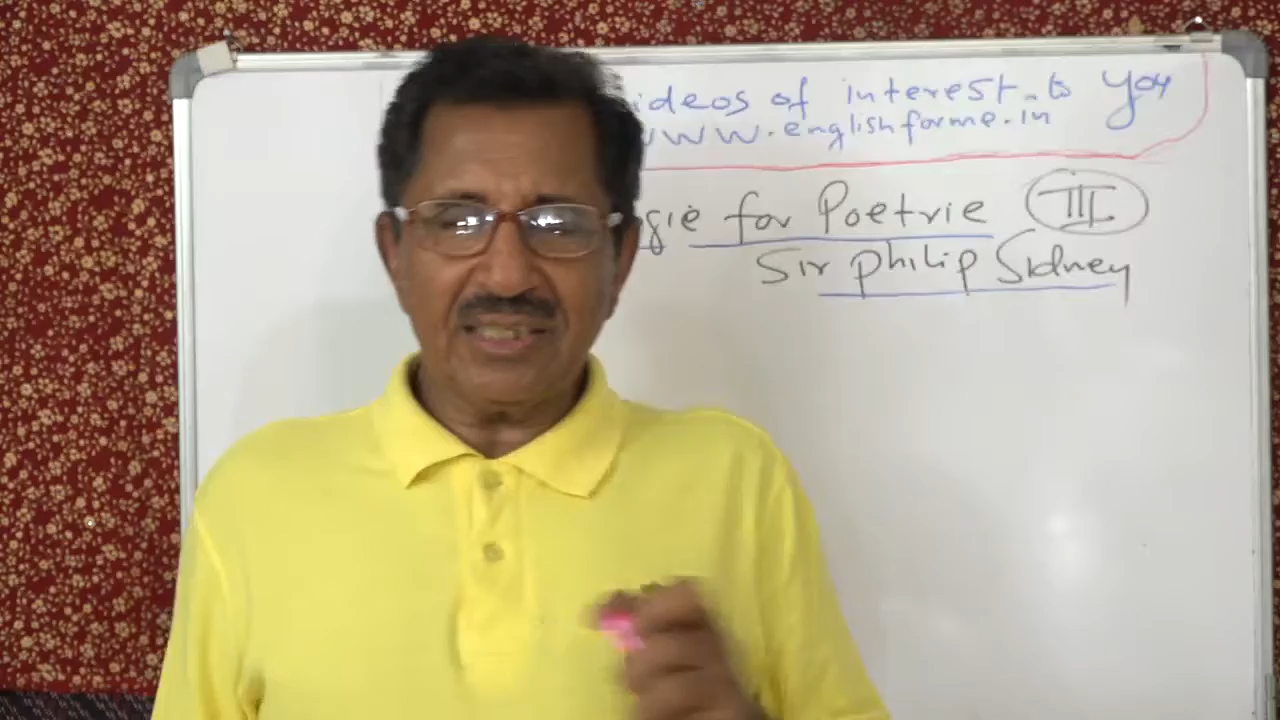 ideos of interest to you
www.englishforme.in
gie for Poetrie III
Sir Philip Sidney